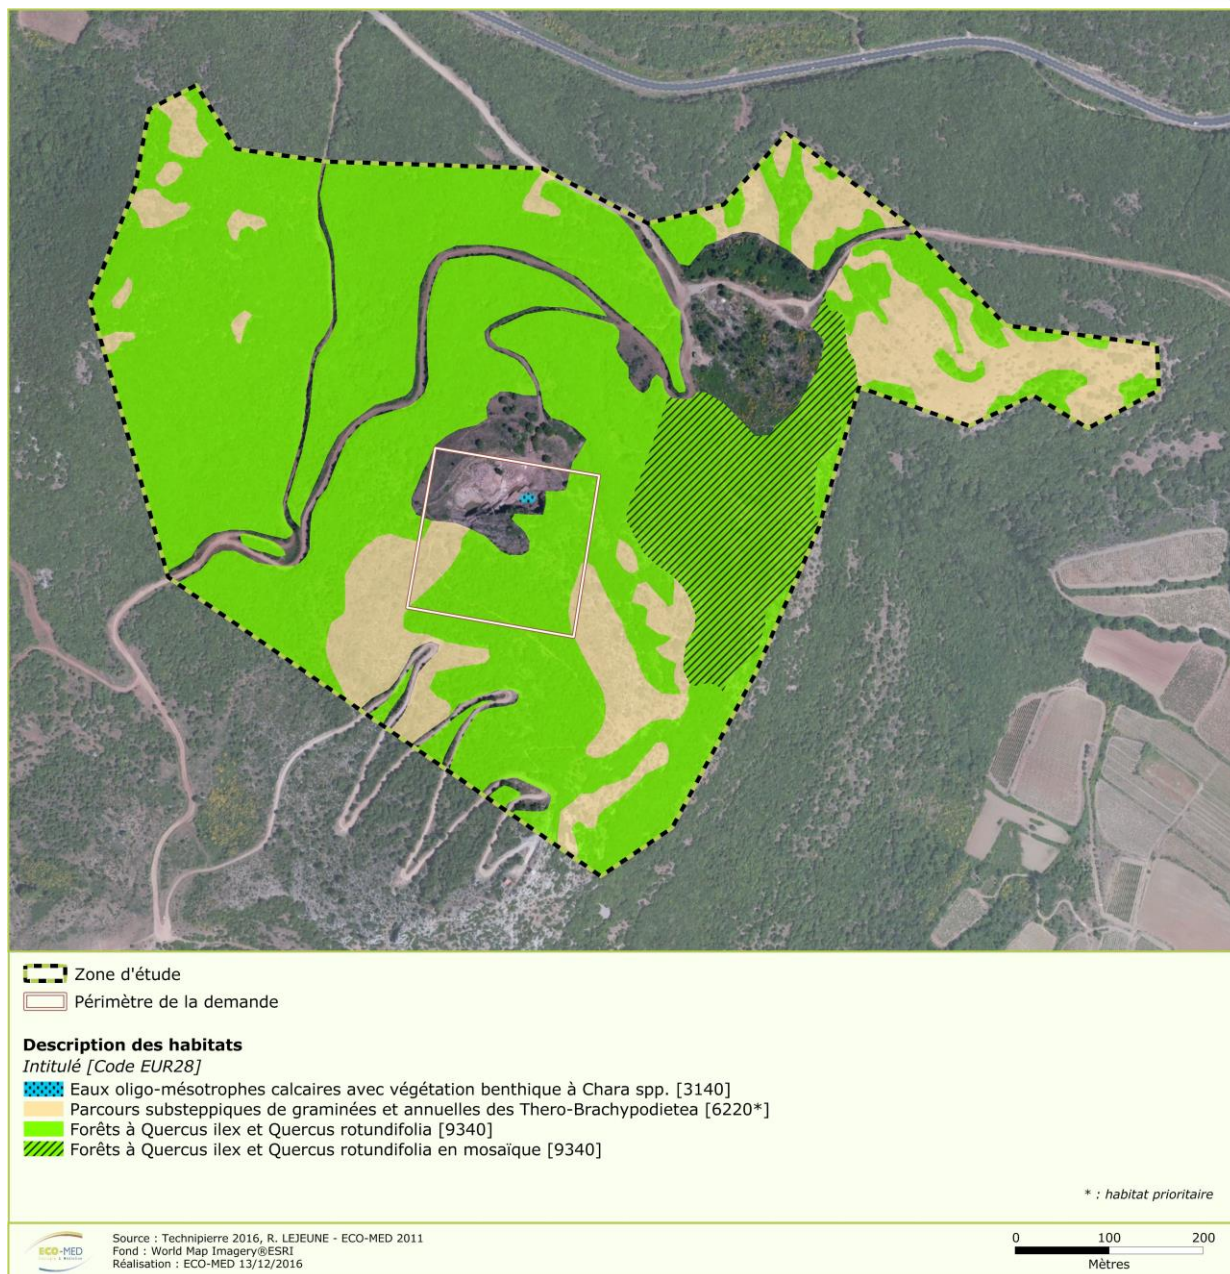 Zone d'étude
Périmètre de la demande
Description des habitats
Intitulé [Code EUR28]
Eaux oligo-mésotrophes calcaires avec végétation benthique à Chara spp. [3140]
Parcours substeppiques de graminées et annuelles des Thero-Brachypodietea [6220*]
Forêts à Quercus ilex et Quercus rotundifolia [9340]
Forêts à Quercus ilex et Quercus rotundifolia en mosaïque [9340]
* : habitat prioritaire
ECO-MED
Source : Technipierre 2016, R. LEJEUNE - ECO-MED 2011
Fond : World Map Imagery®ESRI
Réalisation : ECO-MED 13/12/2016
0 100 200
Mètres